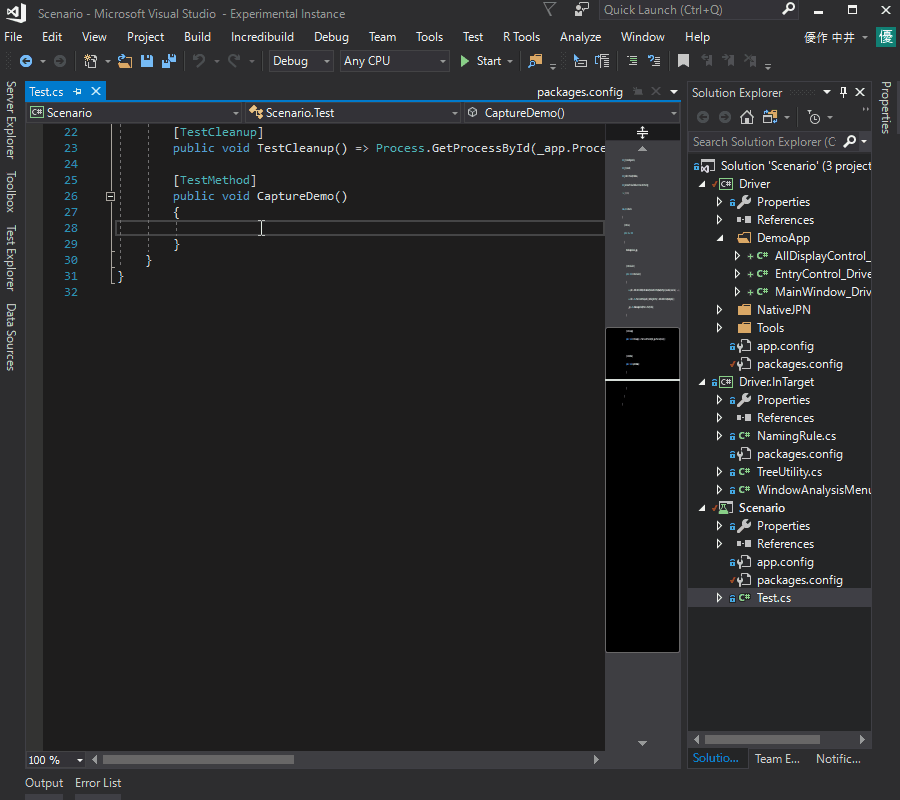 Scenario - Microsoft Visual Studio - Experimental Instance
Quick Launch (Ctrl+Q)
File Edit View Project Build Incredibuild Debug Team Tools Test R Tools Analyze Window Help 優作 中井 優
Debug Any CPU Start
Server Explorer
Toolbox
Test Explorer
Data Sources
Test.cs packages.config
Scenario Scenario.Test CaptureDemo()
22 [TestCleanup]
23 public void TestCleanup() => Process.GetProcessById(_app.Proce
24
25 [TestMethod]
26 public void CaptureDemo()
27 {
28
29 }
30 }
31 }
32
100 %
Output Error List
Solution Explorer
Search Solution Explorer (C
Solution 'Scenario' (3 project
Driver
Properties
References
DemoApp
+ C# AllDisplayControl_
+ C# EntryControl_Drive
+ C# MainWindow_Driv
NativeJPN
Tools
app.config
packages.config
C# Driver.InTarget
Properties
References
C# NamingRule.cs
packages.config
C# TreeUtility.cs
C# WindowAnalysisMenu
Scenario
Properties
References
app.config
packages.config
C# Test.cs
Solutio... Team E... Notific...
Properties